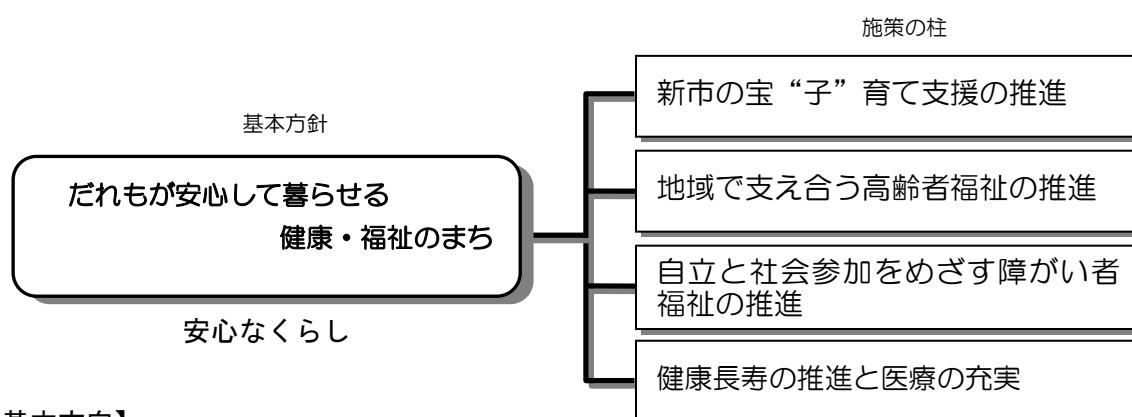 施策の柱
基本方針
だれもが安心して暮らせる
健康・福祉のまち
安心なくらし
新市の宝“子”育て支援の推進
地域で支え合う高齢者福祉の推進
自立と社会参加をめざす障がい者
福祉の推進
健康長寿の推進と医療の充実